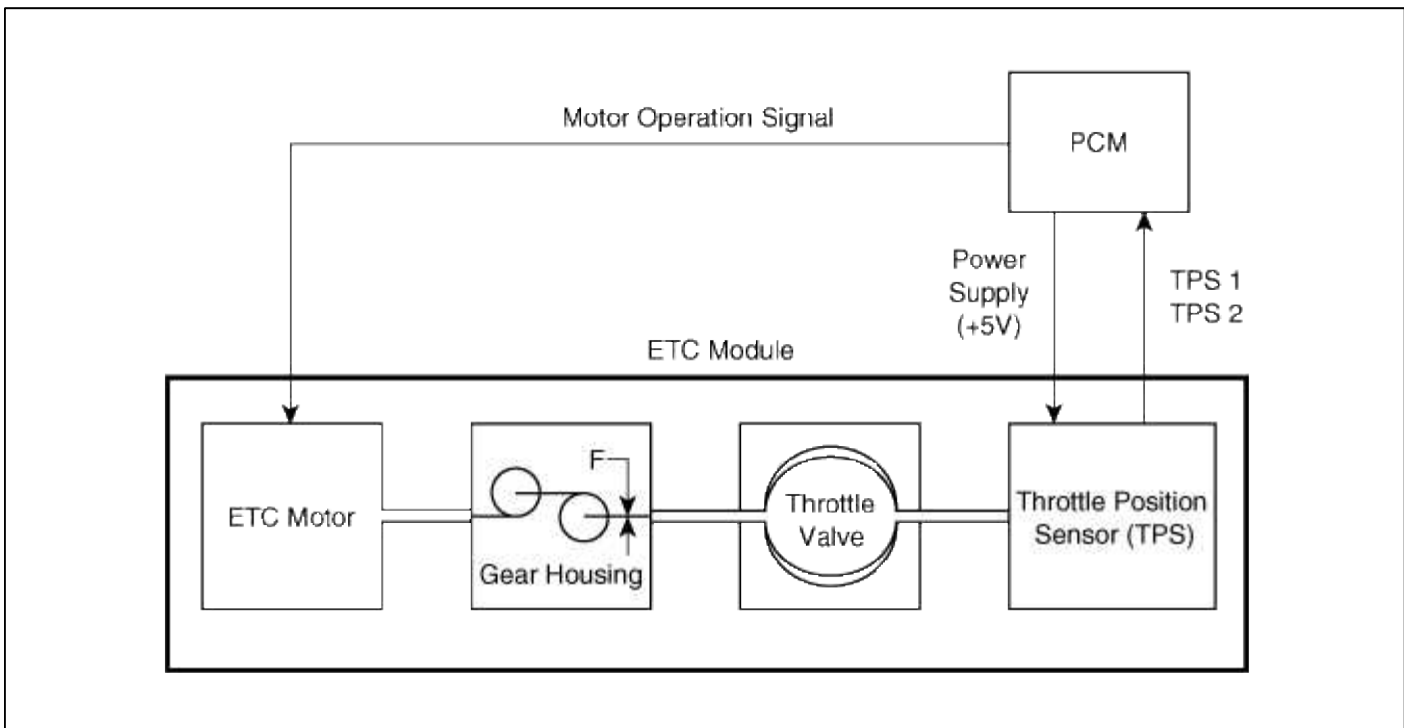 Motor Operation Signal
PCM
Power
Supply
(+5V)
TPS 1
TPS 2
ETC Module
ETC Motor
F
Gear Housing
Throttle
Valve
Throttle Position
Sensor (TPS)